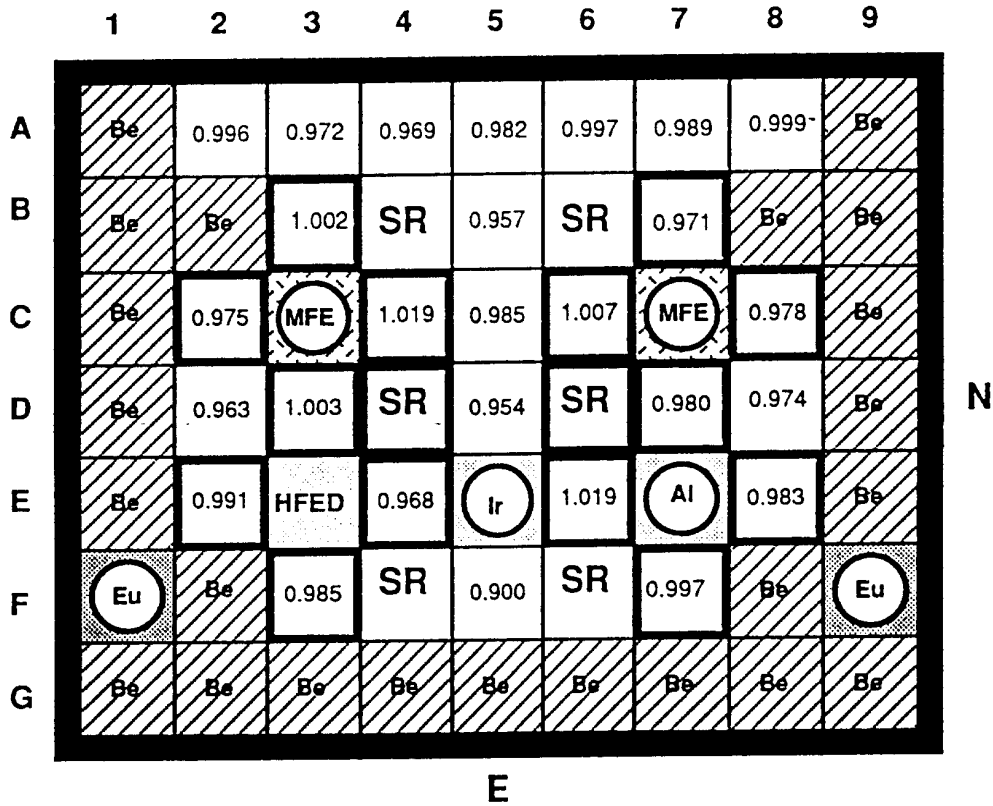 1 2 3 4 5 6 7 8 9
A Be 0.996 0.972 0.969 0.982 0.997 0.989 0.999 Be
B Be Be 1.002 SR 0.957 SR 0.971 Be Be
C Be 0.975 MFE 1.019 0.985 1.007 MFE 0.978 Be
D Be 0.963 1.003 SR 0.954 SR 0.980 0.974 Be N
E Be 0.991 HFED 0.968 Ir 1.019 Al 0.983 Be
F Eu Be 0.985 SR 0.900 SR 0.997 Be Eu
G Be Be Be Be Be Be Be Be Be
E